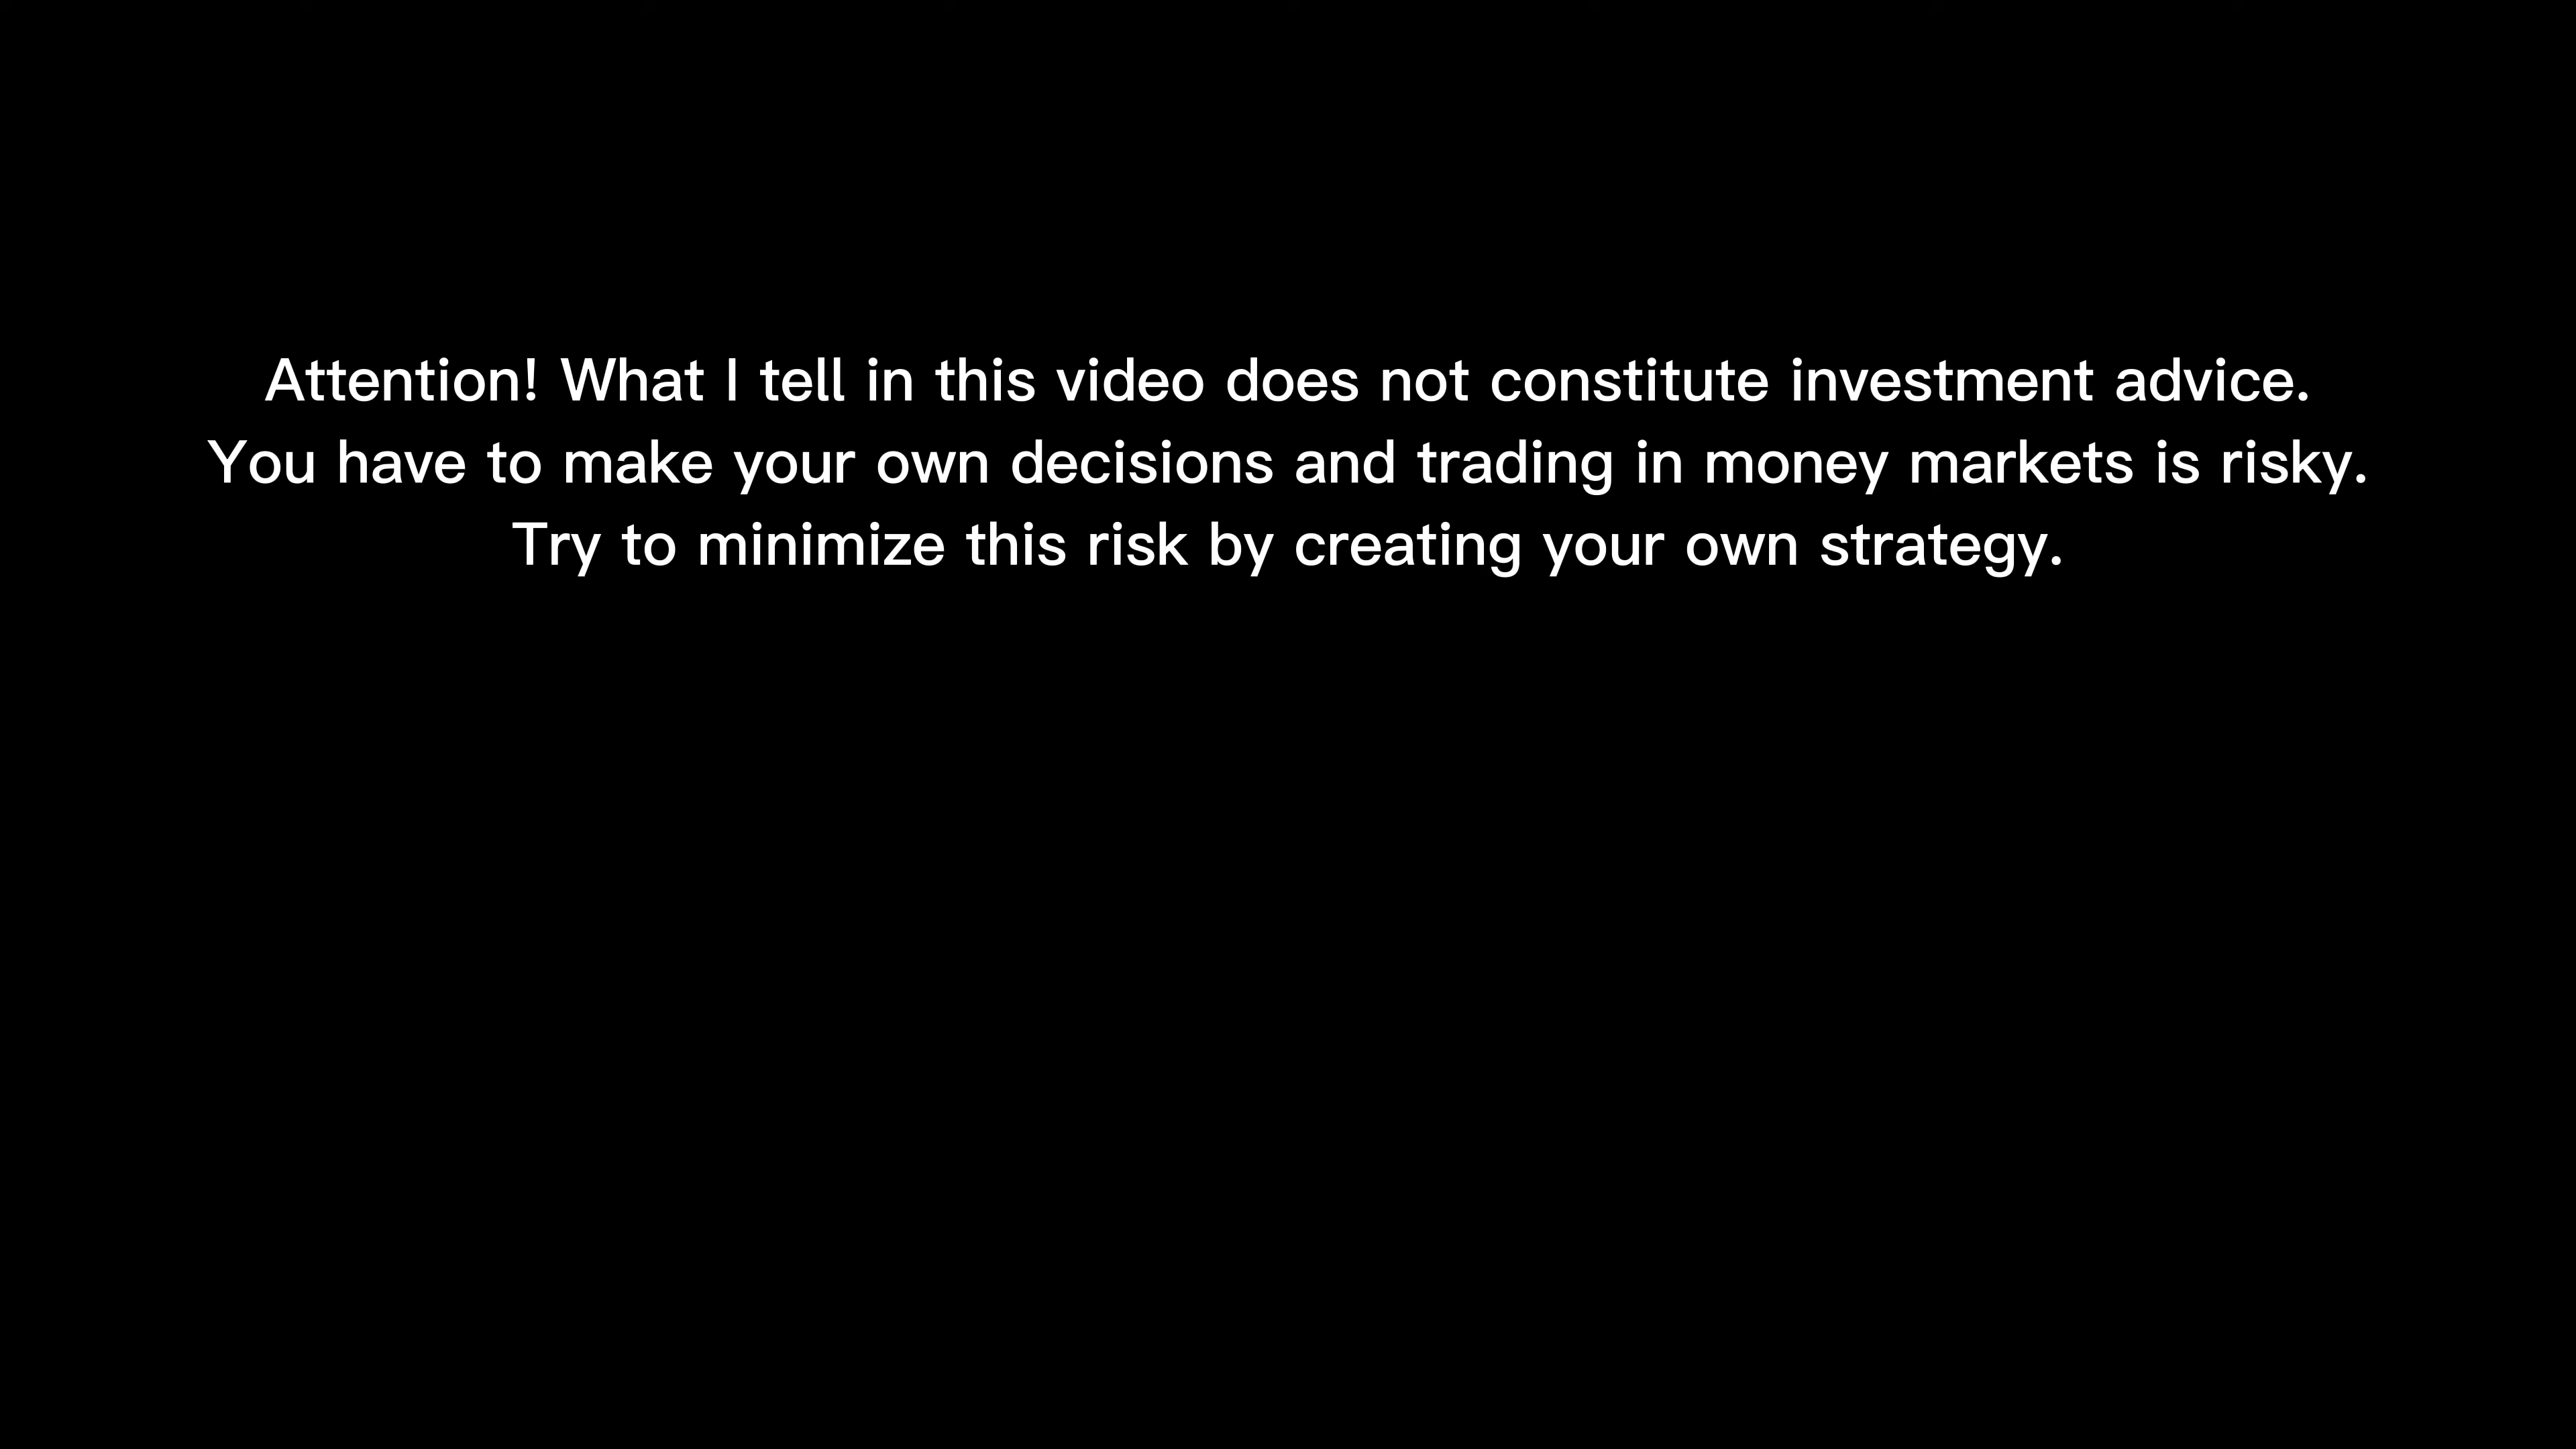 Attention! What I tell in this video does not constitute investment advice.
You have to make your own decisions and trading in money markets is risky.
Try to minimize this risk by creating your own strategy.